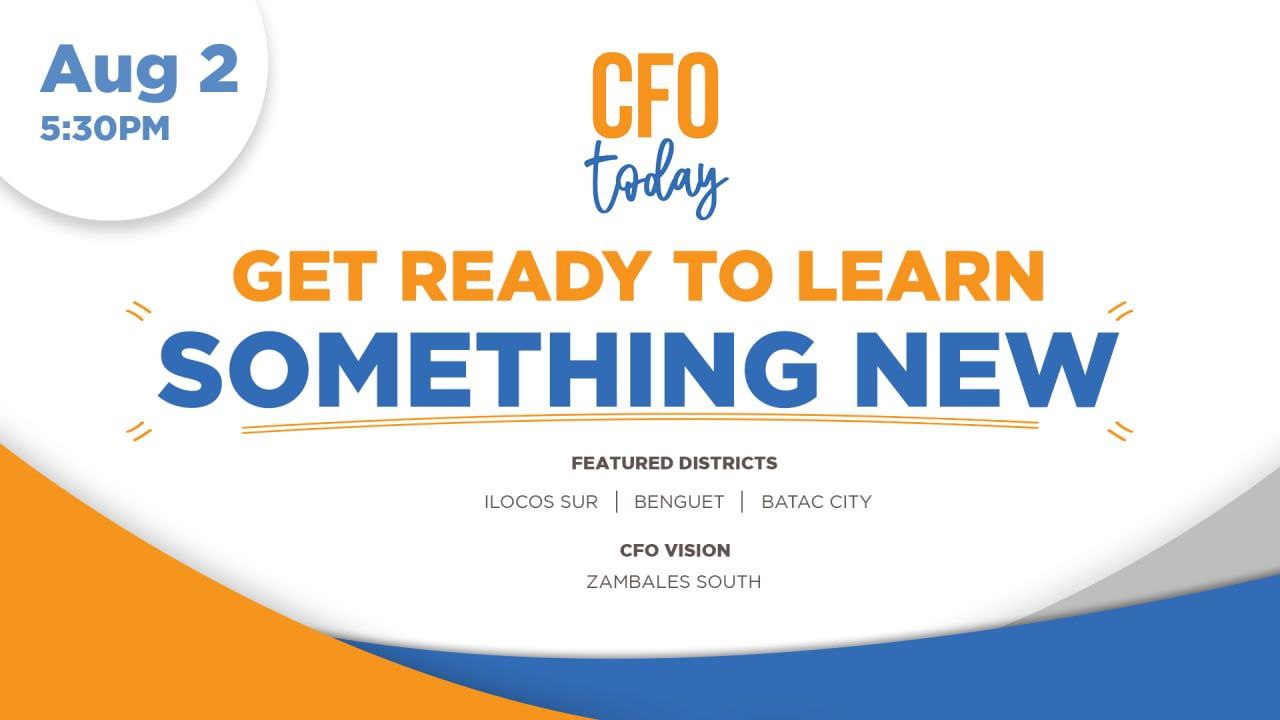 Aug 2
5:30PM
CFO
today
GET READY TO LEARN
SOMETHING NEW
FEATURED DISTRICTS
ILOCOS SUR | BENGUET | BATAC CITY
CFO VISION
ZAMBALES SOUTH